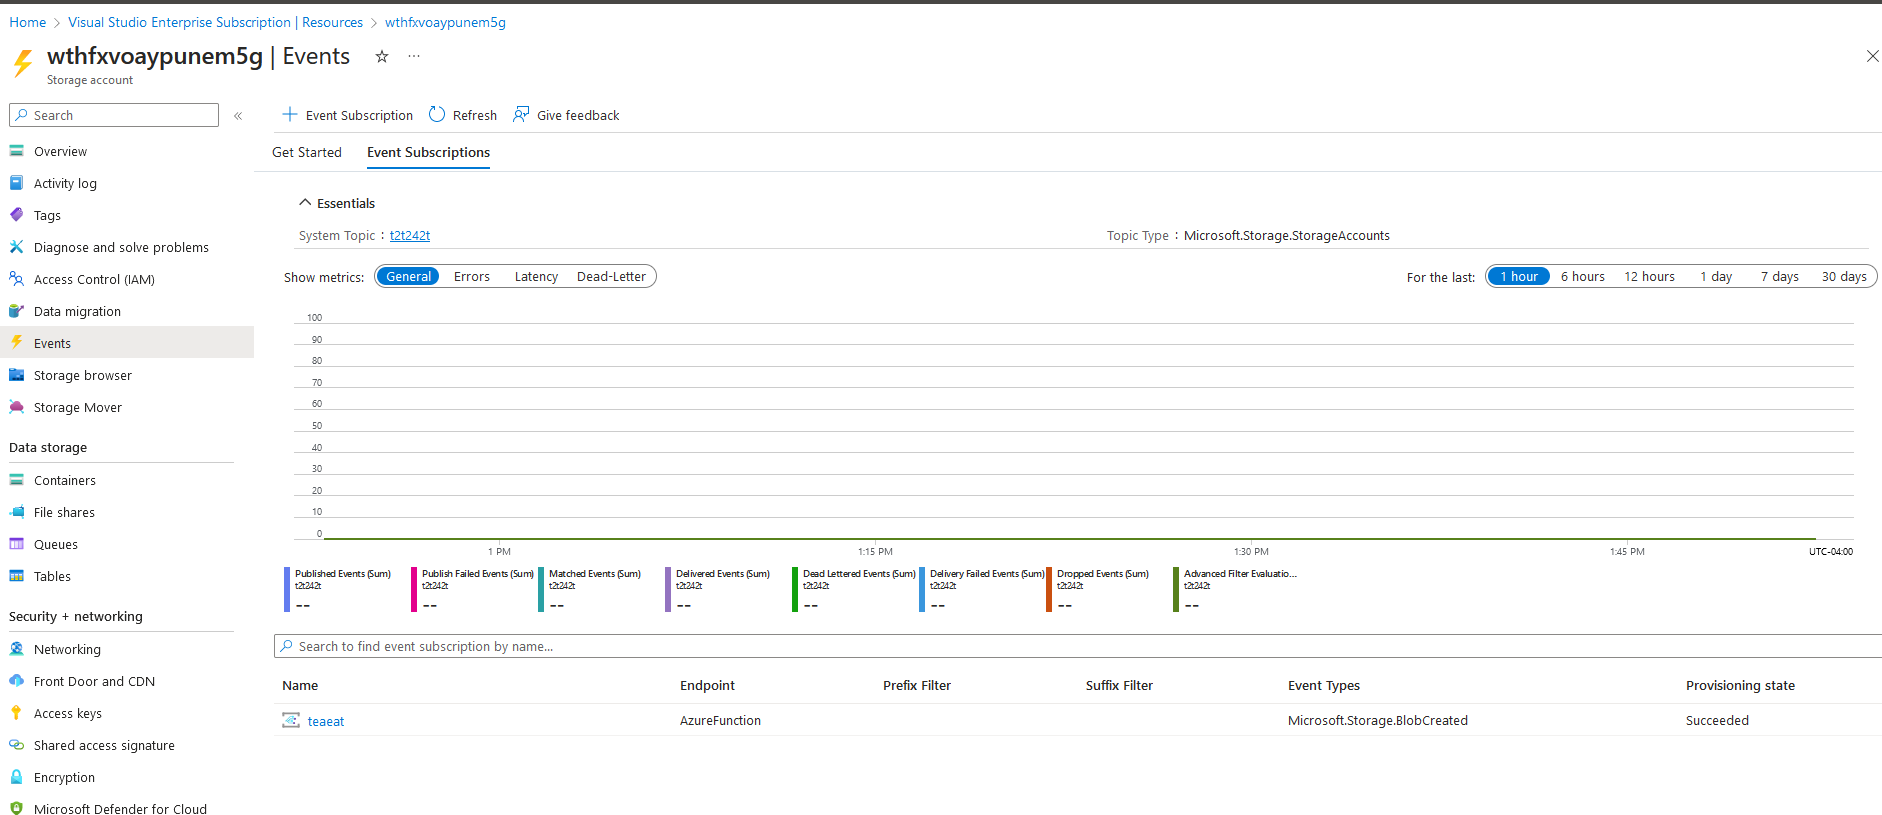 Home > Visual Studio Enterprise Subscription | Resources > wthfxvoaypunem5g
wthfxvoaypunem5g | Events
Storage account
Search
Overview
Activity log
Tags
Diagnose and solve problems
Access Control (IAM)
Data migration
Events
Storage browser
Storage Mover
Data storage
Containers
File shares
Queues
Tables
Security + networking
Networking
Front Door and CDN
Access keys
Shared access signature
Encryption
Microsoft Defender for Cloud
Event Subscription Refresh Give feedback
Get Started Event Subscriptions
Essentials
System Topic : t2t242t Topic Type : Microsoft.Storage.StorageAccounts
Show metrics: General Errors Latency Dead-Letter For the last: 1 hour 6 hours 12 hours 1 day 7 days 30 days
100
90
80
70
60
50
40
30
20
10
0
1 PM 1:15 PM 1:30 PM 1:45 PM UTC-04:00
Published Events (Sum) Publish Failed Events (Sum) Matched Events (Sum) Delivered Events (Sum) Dead Lettered Events (Sum) Delivery Failed Events (Sum) Dropped Events (Sum) Advanced Filter Evaluatio...
t2t242t t2t242t t2t242t t2t242t t2t242t t2t242t t2t242t t2t242t
-- -- -- -- -- -- -- --
Search to find event subscription by name...
Name Endpoint Prefix Filter Suffix Filter Event Types Provisioning state
teaeat AzureFunction Microsoft.Storage.BlobCreated Succeeded